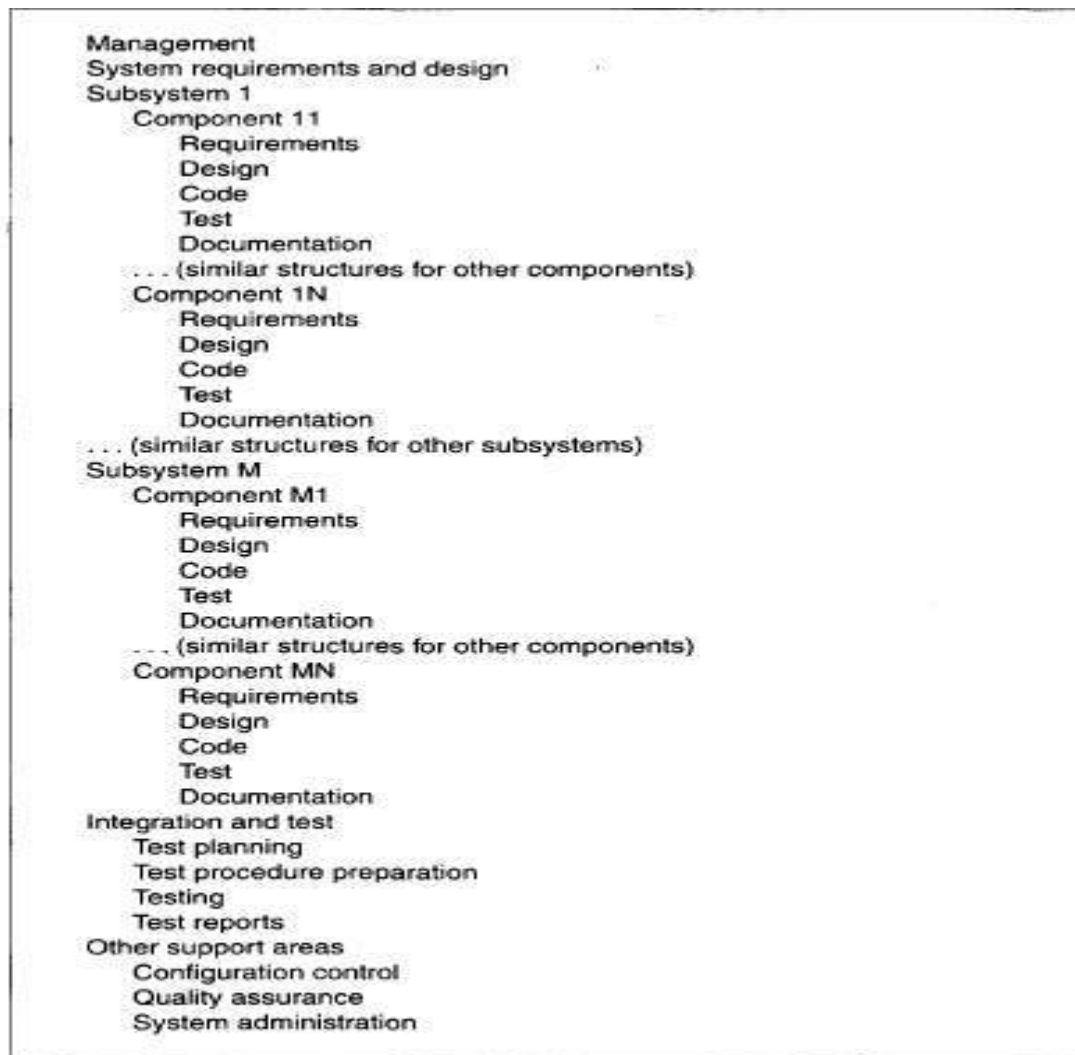 Management
System requirements and design
Subsystem 1
Component 11
Requirements
Design
Code
Test
Documentation
. . . (similar structures for other components)
Component 1N
Requirements
Design
Code
Test
Documentation
. . . (similar structures for other subsystems)
Subsystem M
Component M1
Requirements
Design
Code
Test
Documentation
. . . (similar structures for other components)
Component MN
Requirements
Design
Code
Test
Documentation
Integration and test
Test planning
Test procedure preparation
Testing
Test reports
Other support areas
Configuration control
Quality assurance
System administration